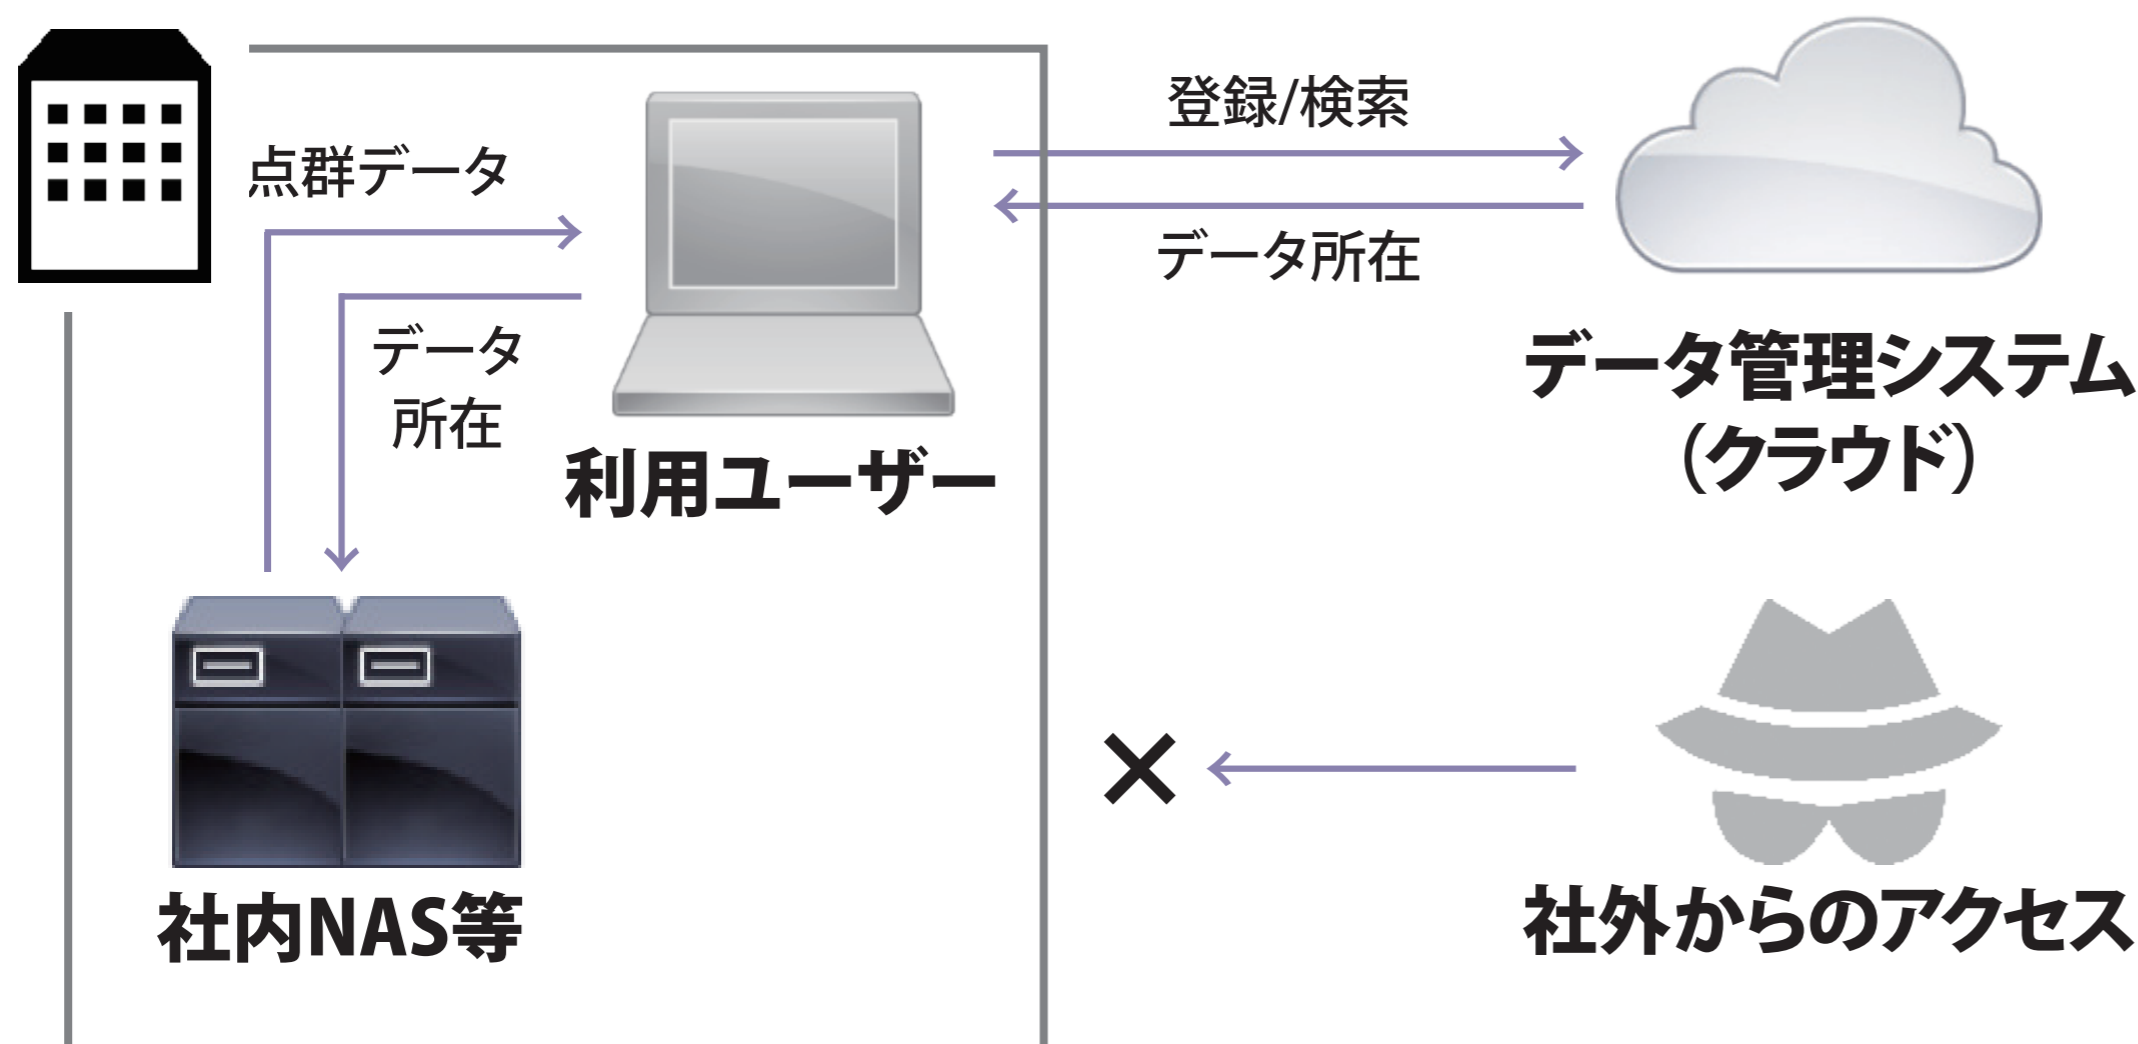 登録/検索
点群データ
データ所在
データ
所在
利用ユーザー
データ管理システム
（クラウド）
社内NAS等
社外からのアクセス